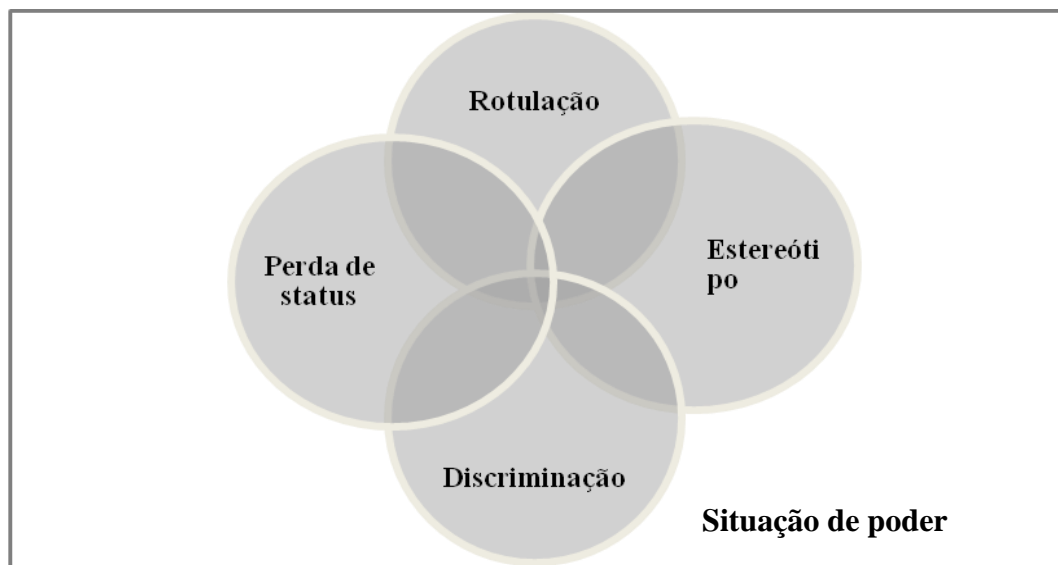 Rotulação
Perda de
status
Estereóti
po
Discriminação
Situação de poder